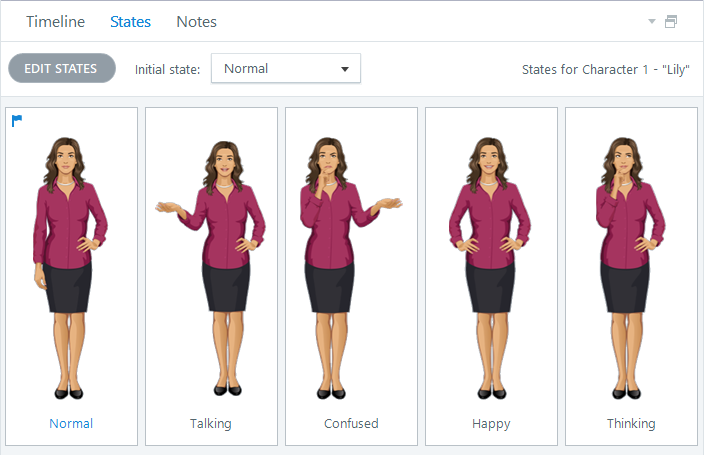 Timeline States Notes
EDIT STATES Initial state: Normal States for Character 1 - "Lily"
Normal Talking Confused Happy Thinking